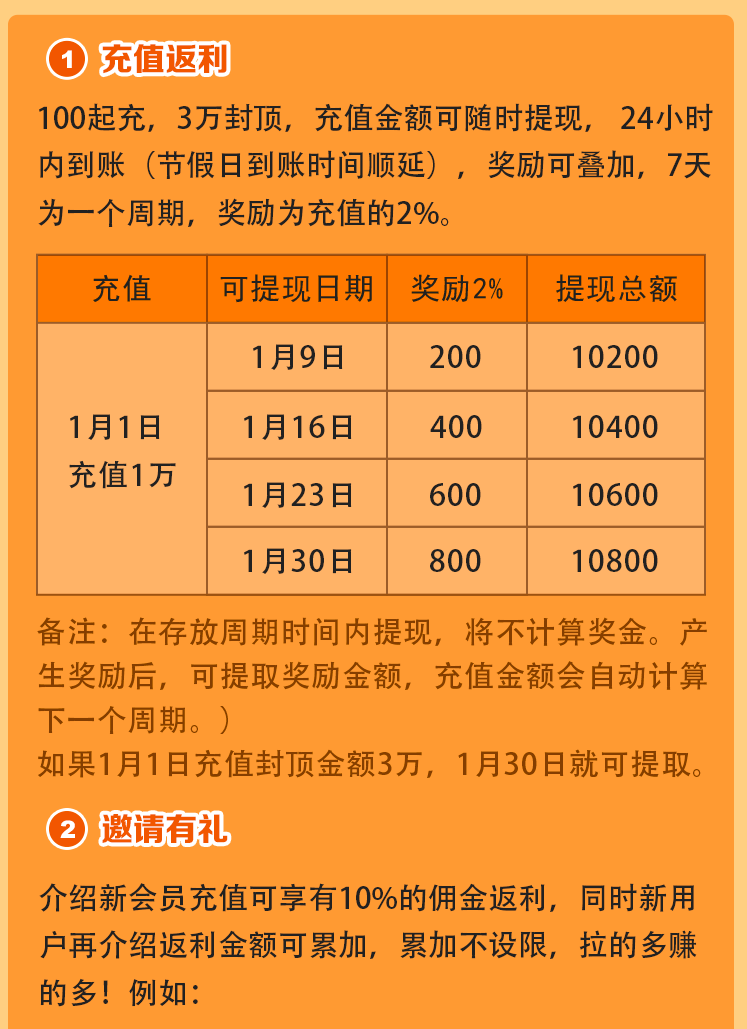 1 充值返利
100起充，3万封顶，充值金额可随时提现，24小时
内到账（节假日到账时间顺延），奖励可叠加，7天
为一个周期，奖励为充值的2%。
充值 可提现日期 奖励2% 提现总额
1月9日 200 10200
1月1日
充值1万
1月16日 400 10400
1月23日 600 10600
1月30日 800 10800
备注：在存放周期时间内提现，将不计算奖金。产
生奖励后，可提取奖励金额，充值金额会自动计算
下一个周期。）
如果1月1日充值封顶金额3万，1月30日就可提取。
2 邀请有礼
介绍新会员充值可享有10%的佣金返利，同时新用
户再介绍返利金额可累加，累加不设限，拉的多赚
的多！例如：